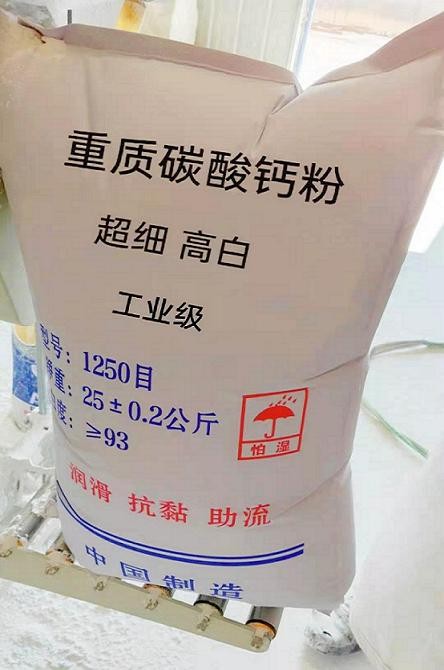 重质碳酸钙粉
超细 高白
工业级
型号：1250目
净重：25±0.2公斤
度：≥93
怕湿
润滑 抗黏 助流
中国制造